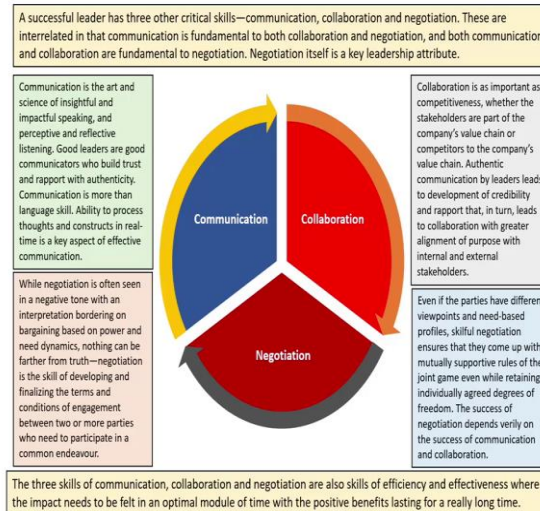 A successful leader has three other critical skills—communication, collaboration and negotiation. These are
interrelated in that communication is fundamental to both collaboration and negotiation, and both communication
and collaboration are fundamental to negotiation. Negotiation itself is a key leadership attribute.
Communication is the art and
science of insightful and
impactful speaking, and
perceptive and reflective
listening. Good leaders are good
communicators who build trust
and rapport with authenticity.
Communication is more than
language skill. Ability to process
thoughts and constructs in real-
time is a key aspect of effective
communication.
Collaboration is as important as
competitiveness, whether the
stakeholders are part of the
company's value chain or
competitors to the company's
value chain. Authentic
communication by leaders leads
to development of credibility
and rapport that, in turn, leads
to collaboration with greater
alignment of purpose with
internal and external
stakeholders.
Communication
Collaboration
Negotiation
While negotiation is often seen
in a negative tone with an
interpretation bordering on
bargaining based on power and
need dynamics, nothing can be
farther from truth—negotiation
is the skill of developing and
finalizing the terms and
conditions of engagement
between two or more parties
who need to participate in a
common endeavour.
Even if the parties have different
viewpoints and need-based
profiles, skilful negotiation
ensures that they come up with
mutually supportive rules of the
joint game even while retaining
individually agreed degrees of
freedom. The success of
negotiation depends verily on
the success of communication
and collaboration.
The three skills of communication, collaboration and negotiation are also skills of efficiency and effectiveness where
the impact needs to be felt in an optimal module of time with the positive benefits lasting for a really long time.